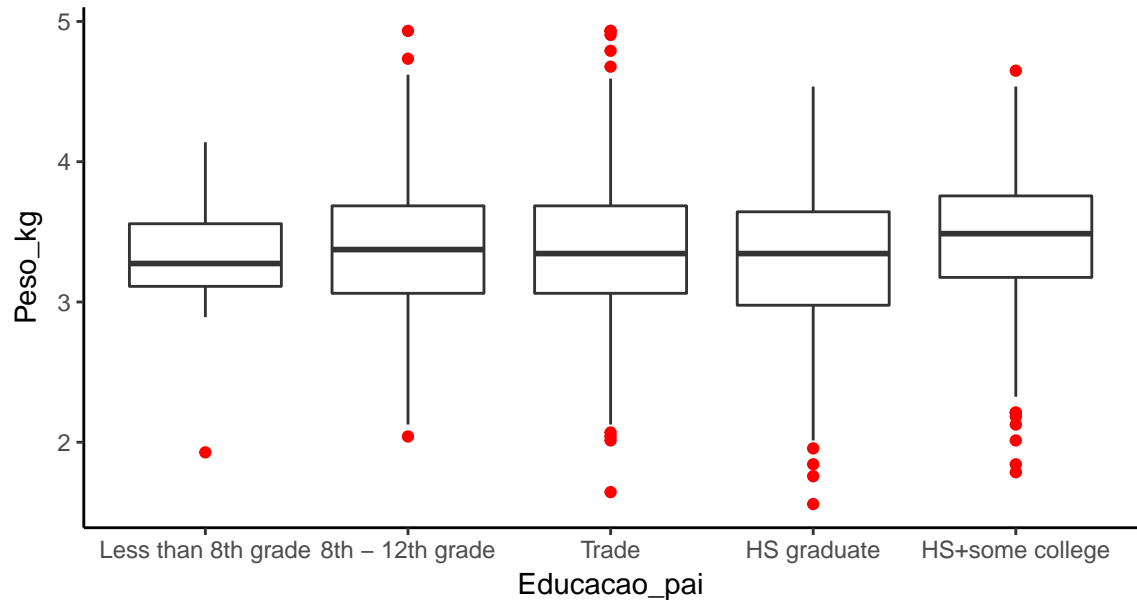 5
4
3
2
Peso_kg
Less than 8th grade 8th − 12th grade Trade HS graduate HS+some college
Educacao_pai